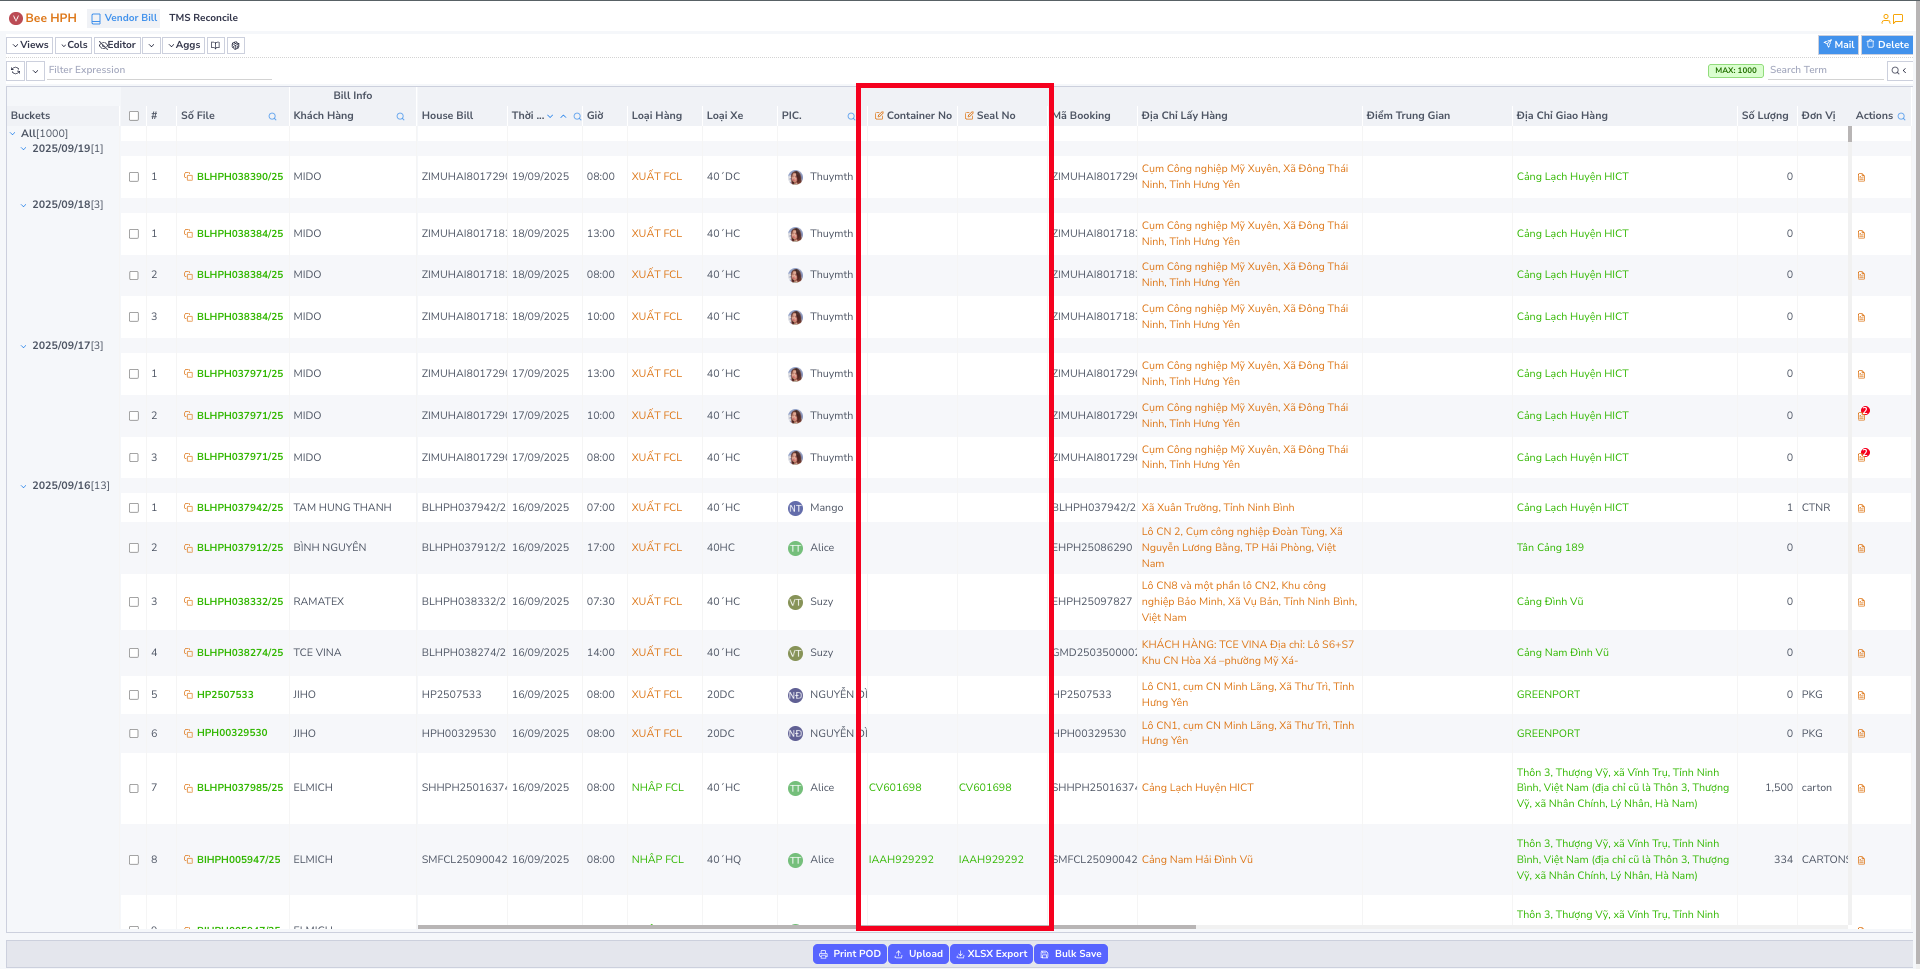 Bee HPH Vendor Bill TMS Reconcile
Views Cols Editor Aggs Mail Delete
Filter Expression MAX: 1000 Search Term
Bill Info
Buckets # Số File Khách Hàng House Bill Thời ... Giờ Loại Hàng Loại Xe PIC. Container No Seal No Mã Booking Địa Chỉ Lấy Hàng Điểm Trung Gian Địa Chỉ Giao Hàng Số Lượng Đơn Vị Actions
All[1000]
2025/09/19[1]
1 BLHPH038390/25 MIDO ZIMUHAI8017290 19/09/2025 08:00 XUẤT FCL 40´DC Thuymth ZIMUHAI8017290 Cụm Công nghiệp Mỹ Xuyên, Xã Đông Thái
Ninh, Tỉnh Hưng Yên Cảng Lạch Huyện HICT 0
2025/09/18[3]
1 BLHPH038384/25 MIDO ZIMUHAI801718 18/09/2025 13:00 XUẤT FCL 40´HC Thuymth ZIMUHAI801718 Cụm Công nghiệp Mỹ Xuyên, Xã Đông Thái
Ninh, Tỉnh Hưng Yên Cảng Lạch Huyện HICT 0
2 BLHPH038384/25 MIDO ZIMUHAI801718 18/09/2025 08:00 XUẤT FCL 40´HC Thuymth ZIMUHAI801718 Cụm Công nghiệp Mỹ Xuyên, Xã Đông Thái
Ninh, Tỉnh Hưng Yên Cảng Lạch Huyện HICT 0
3 BLHPH038384/25 MIDO ZIMUHAI801718 18/09/2025 10:00 XUẤT FCL 40´HC Thuymth ZIMUHAI801718 Cụm Công nghiệp Mỹ Xuyên, Xã Đông Thái
Ninh, Tỉnh Hưng Yên Cảng Lạch Huyện HICT 0
2025/09/17[3]
1 BLHPH037971/25 MIDO ZIMUHAI8017290 17/09/2025 13:00 XUẤT FCL 40´HC Thuymth ZIMUHAI8017290 Cụm Công nghiệp Mỹ Xuyên, Xã Đông Thái
Ninh, Tỉnh Hưng Yên Cảng Lạch Huyện HICT 0
2 BLHPH037971/25 MIDO ZIMUHAI8017290 17/09/2025 10:00 XUẤT FCL 40´HC Thuymth ZIMUHAI8017290 Cụm Công nghiệp Mỹ Xuyên, Xã Đông Thái
Ninh, Tỉnh Hưng Yên Cảng Lạch Huyện HICT 0 2
3 BLHPH037971/25 MIDO ZIMUHAI8017290 17/09/2025 08:00 XUẤT FCL 40´HC Thuymth ZIMUHAI8017290 Cụm Công nghiệp Mỹ Xuyên, Xã Đông Thái
Ninh, Tỉnh Hưng Yên Cảng Lạch Huyện HICT 0 2
2025/09/16[13]
1 BLHPH037942/25 TAM HUNG THANH BLHPH037942/2 16/09/2025 07:00 XUẤT FCL 40´HC NT Mango BLHPH037942/2 Xã Xuân Trường, Tỉnh Ninh Bình Cảng Lạch Huyện HICT 1 CTNR
2 BLHPH037912/25 BÌNH NGUYÊN BLHPH037912/2 16/09/2025 17:00 XUẤT FCL 40HC TT Alice EHPH25086290 Lô CN 2, Cụm công nghiệp Đoàn Tùng, Xã
Nguyễn Lương Bằng, TP Hải Phòng, Việt
Nam Tân Cảng 189 0
3 BLHPH038332/25 RAMATEX BLHPH038332/2 16/09/2025 07:30 XUẤT FCL 40´HC VT Suzy EHPH25097827 Lô CN8 và một phần lô CN2, Khu công
nghiệp Bảo Minh, Xã Vụ Bản, Tỉnh Ninh Bình,
Việt Nam Cảng Đình Vũ 0
4 BLHPH038274/25 TCE VINA BLHPH038274/2 16/09/2025 14:00 XUẤT FCL 40´HC VT Suzy GMD250350000 KHÁCH HÀNG: TCE VINA Địa chỉ: Lô S6+S7
Khu CN Hòa Xá –phường Mỹ Xá- Cảng Nam Đình Vũ 0
5 HP2507533 JIHO HP2507533 16/09/2025 08:00 XUẤT FCL 20DC NĐ NGUYỄN HP2507533 Lô CN1, cụm CN Minh Lãng, Xã Thư Trì, Tỉnh
Hưng Yên GREENPORT 0 PKG
6 HPH00329530 JIHO HPH00329530 16/09/2025 08:00 XUẤT FCL 20DC NĐ NGUYỄN HPH00329530 Lô CN1, cụm CN Minh Lãng, Xã Thư Trì, Tỉnh
Hưng Yên GREENPORT 0 PKG
7 BLHPH037985/25 ELMICH SHHPH2501637 16/09/2025 08:00 NHẬP FCL 40´HC TT Alice CV601698 CV601698 SHHPH2501637 Cảng Lạch Huyện HICT Thôn 3, Thượng Vỹ, xã Vĩnh Trụ, Tỉnh Ninh
Bình, Việt Nam (địa chỉ cũ là Thôn 3, Thượng
Vỹ, xã Nhân Chính, Lý Nhân, Hà Nam) 1,500 carton
8 BIHPH005947/25 ELMICH SMFCL25090042 16/09/2025 08:00 NHẬP FCL 40´HQ TT Alice IAAH929292 IAAH929292 SMFCL25090042 Cảng Nam Hải Đình Vũ Thôn 3, Thượng Vỹ, xã Vĩnh Trụ, Tỉnh Ninh
Bình, Việt Nam (địa chỉ cũ là Thôn 3, Thượng
Vỹ, xã Nhân Chính, Lý Nhân, Hà Nam) 334 CARTONS
Thôn 3, Thượng Vỹ, xã Vĩnh Trụ, Tỉnh Ninh
Print POD Upload XLSX Export Bulk Save